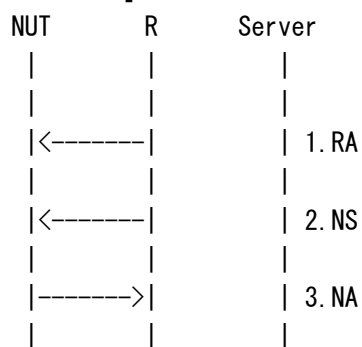 NUT R Server
| | |
| | |
|<-------| | 1.RA
| | |
|<-------| | 2.NS
| | |
|------->| | 3.NA
| | |